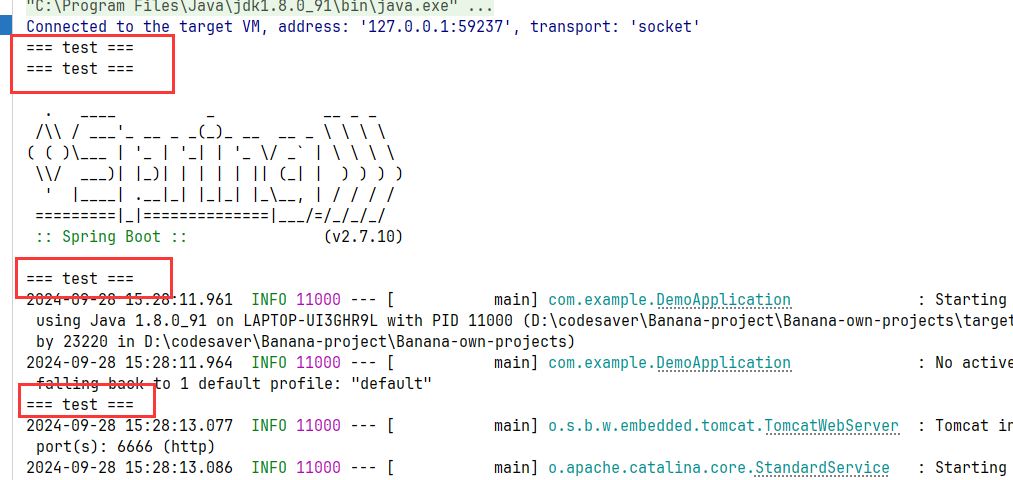 "C:\Program Files\Java\jdk1.8.0_91\bin\java.exe" ...
Connected to the target VM, address: '127.0.0.1:59237', transport: 'socket'
=== test ===
=== test ===
  .   ____          _            __ _ _
 /\\ / ___'_ __ _ _(_)_ __  __ _ \ \ \ \
( ( )\___ | '_ | '_| | '_ \/ _` | \ \ \ \
 \\/  ___)| |_)| | | | | || (_| |  ) ) ) )
  '  |____| .__|_| |_|_| |_\__, | / / / /
 =========|_|==============|___/=/_/_/_/
 :: Spring Boot ::                (v2.7.10)
=== test ===
2024-09-28 15:28:11.961  INFO 11000 --- [           main] com.example.DemoApplication               : Starting
 using Java 1.8.0_91 on LAPTOP-UI3GHR9L with PID 11000 (D:\codesaver\Banana-project\Banana-own-projects\target
 by 23220 in D:\codesaver\Banana-project\Banana-own-projects)
2024-09-28 15:28:11.964  INFO 11000 --- [           main] com.example.DemoApplication               : No active
 falling back to 1 default profile: "default"
=== test ===
2024-09-28 15:28:13.077  INFO 11000 --- [           main] o.s.b.w.embedded.tomcat.TomcatWebServer  : Tomcat in
 port(s): 6666 (http)
2024-09-28 15:28:13.086  INFO 11000 --- [           main] o.apache.catalina.core.StandardService   : Starting